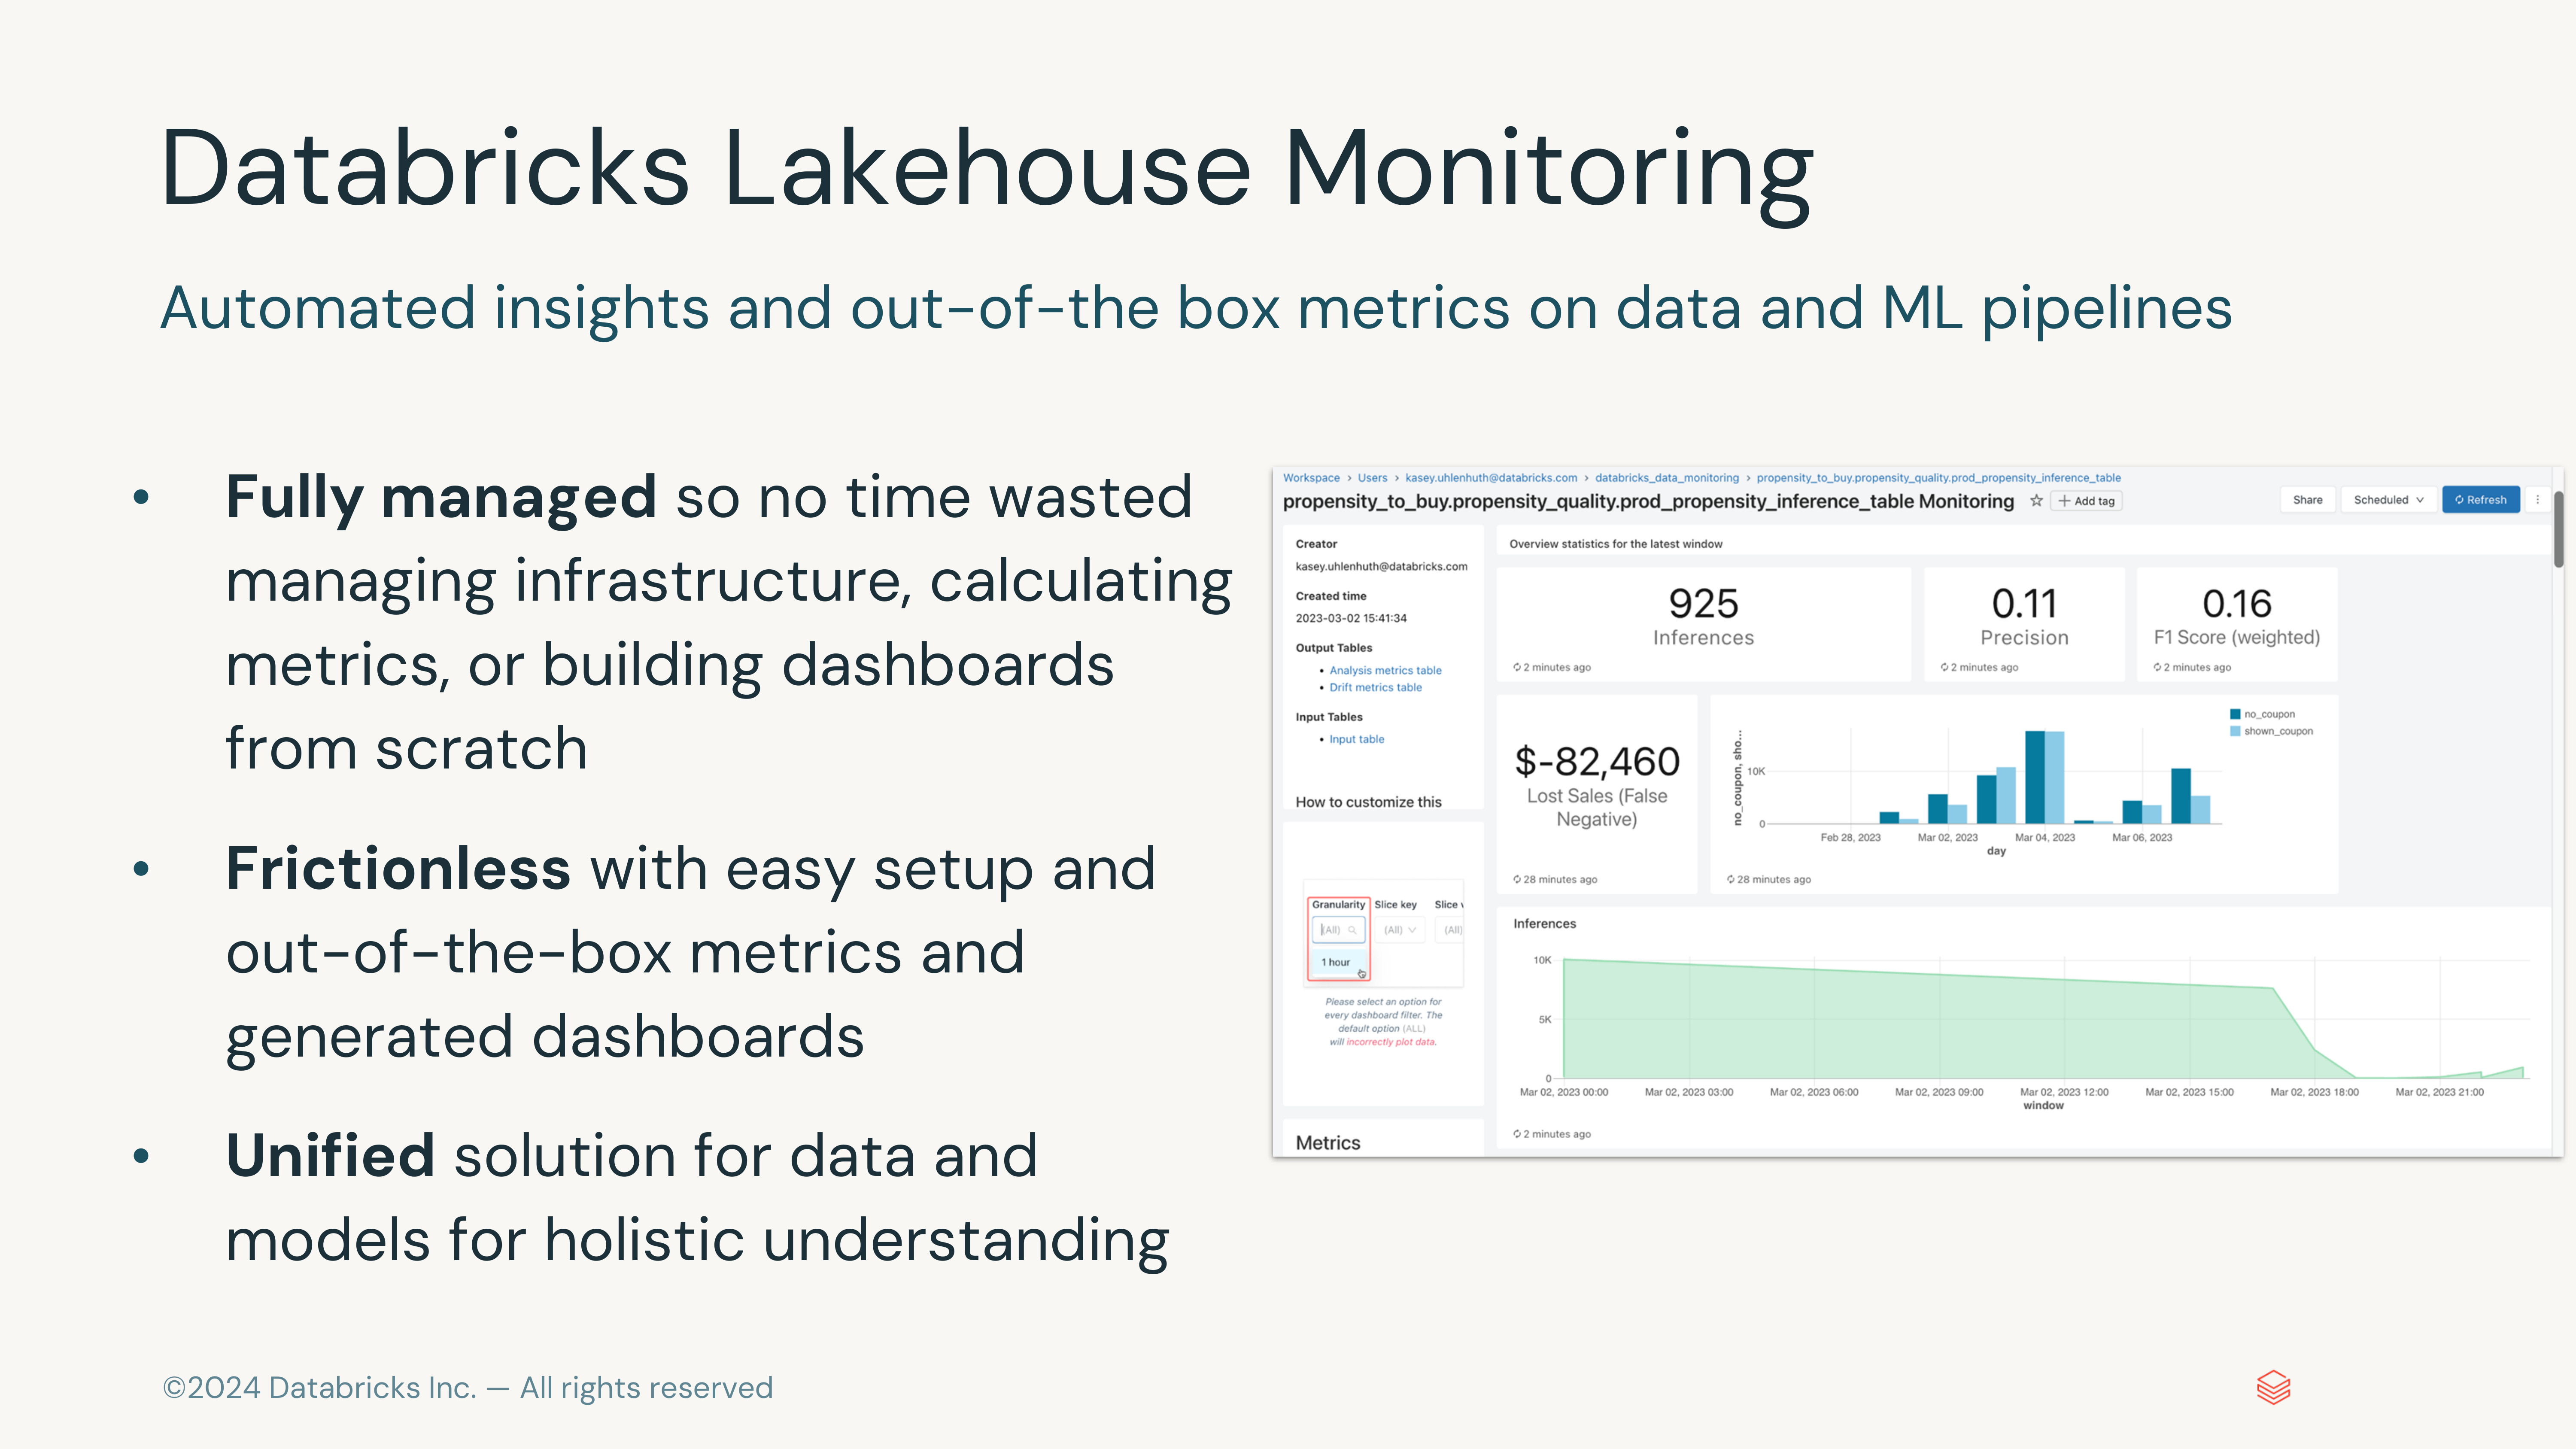 Databricks Lakehouse Monitoring
Automated insights and out-of-the box metrics on data and ML pipelines
• Fully managed so no time wasted
managing infrastructure, calculating
metrics, or building dashboards
from scratch
• Frictionless with easy setup and
out-of-the-box metrics and
generated dashboards
• Unified solution for data and
models for holistic understanding
Workspace > Users > kasey.uhlenhuth@databricks.com > databricks_data_monitoring > propensity_to_buy.propensity_quality.prod_propensity_inference_table
propensity_to_buy.propensity_quality.prod_propensity_inference_table Monitoring
Add tag
Share
Scheduled
Refresh
Creator
kasey.uhlenhuth@databricks.com
Created time
2023-03-02 15:41:34
Output Tables
• Analysis metrics table
• Drift metrics table
Input Tables
• Input table
How to customize this
Granularity Slice key Slice v
(All) (All) (All)
1 hour
Please select an option for
every dashboard filter. The
default option (ALL)
will incorrectly plot data.
Metrics
Overview statistics for the latest window
925
Inferences
2 minutes ago
0.11
Precision
2 minutes ago
0.16
F1 Score (weighted)
2 minutes ago
$-82,460
Lost Sales (False
Negative)
28 minutes ago
no_coupon
shown_coupon
no_coupon, sho...
10K
0
Feb 28, 2023 Mar 02, 2023 Mar 04, 2023 Mar 06, 2023
day
28 minutes ago
Inferences
10K
5K
0
Mar 02, 2023 00:00 Mar 02, 2023 03:00 Mar 02, 2023 06:00 Mar 02, 2023 09:00 Mar 02, 2023 12:00 Mar 02, 2023 15:00 Mar 02, 2023 18:00 Mar 02, 2023 21:00
window
2 minutes ago
©2024 Databricks Inc. — All rights reserved